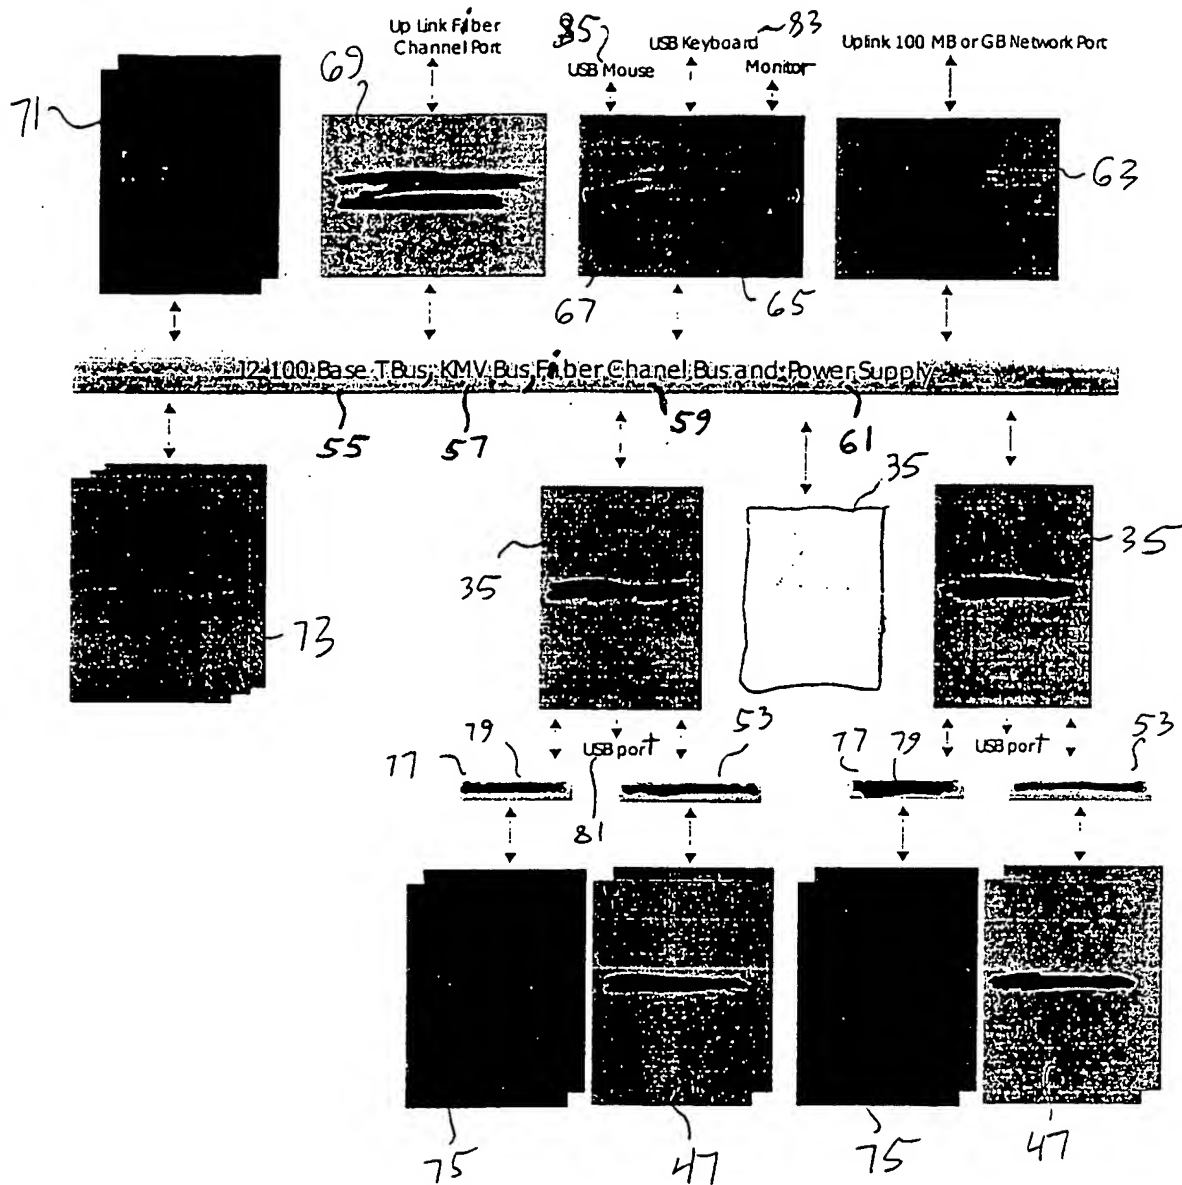 Up Link Fiber
Channel Port
85
USB Keyboard 83
USB Mouse
Monitor
Uplink 100 MB or GB Network Port
69
71
63
67
65
12-100-Base TBus, KMV Bus Fiber Chanel Bus and Power Supply
55
57
59
61
35
35
35
73
USB port
USB port
77
79
53
77
79
53
81
75
47
75
47